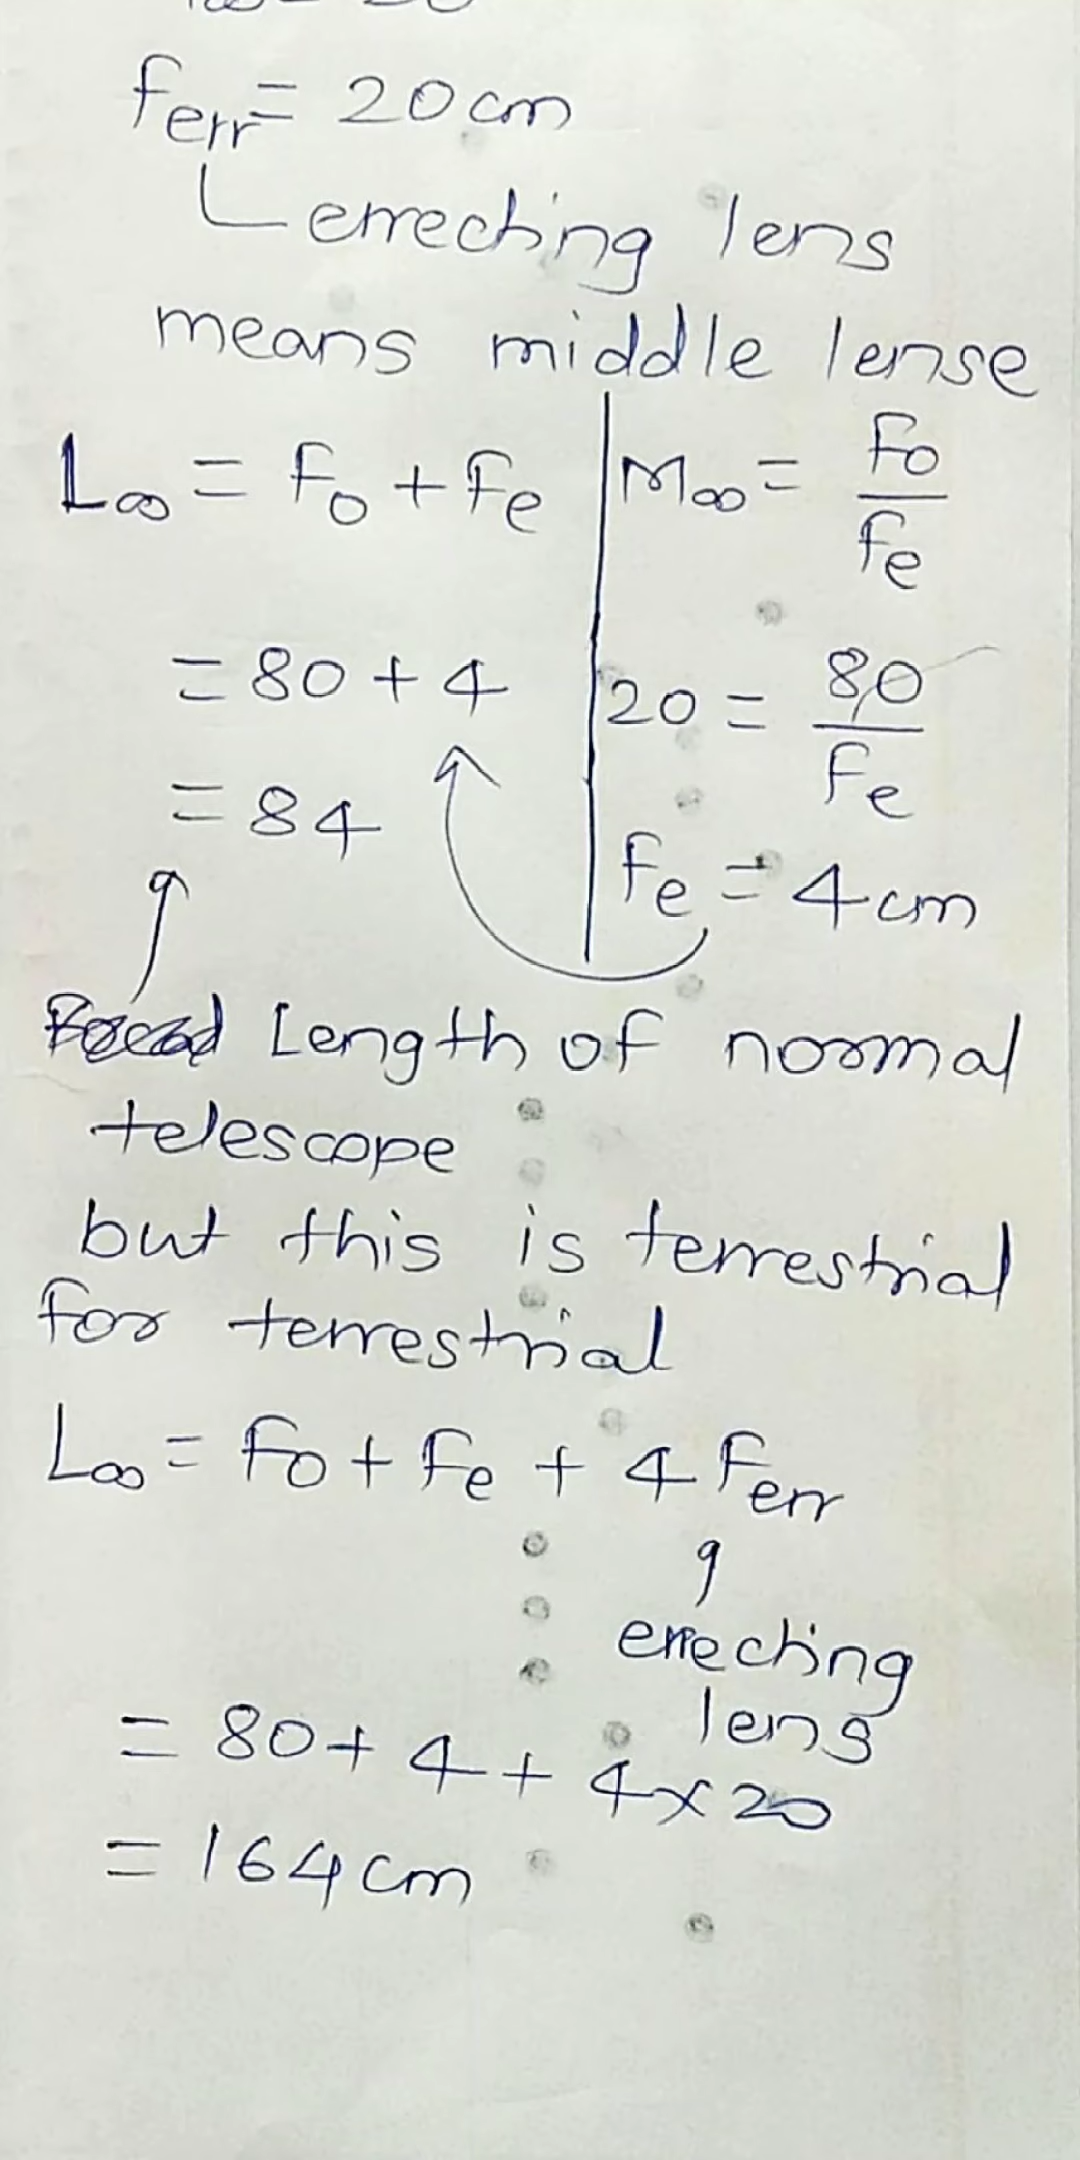 ferr = 20 cm
errecting lens
means middle lense
L∞ = fo + fe
= 80 + 4
= 84
M∞ = Fo/fe
20 = 80/Fe
fe = 4 cm
Length of normal
telescope
but this is terrestrial
for terrestrial
L∞ = fo + fe + 4 Ferr
errecting
lens
= 80 + 4 + 4 × 20
= 164 cm